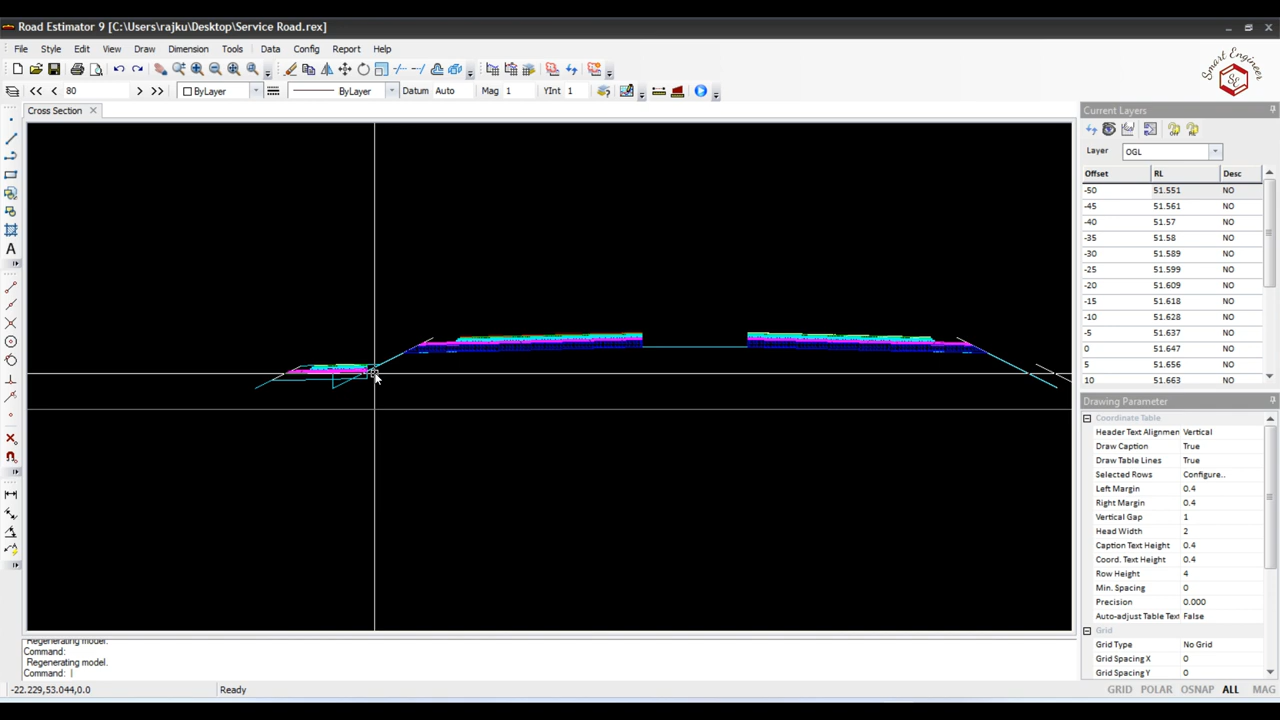 Road Estimator 9 [C:\Users\rajku\Desktop\Service Road.rex]
File Style Edit View Draw Dimension Tools Data Config Report Help
80 ByLayer ByLayer Datum Auto Mag 1 YInt 1
Smart Engineer
SE
Cross Section
Current Layers
Layer OGL
Offset RL Desc
-50 51.551 NO
-45 51.561 NO
-40 51.57 NO
-35 51.58 NO
-30 51.589 NO
-25 51.599 NO
-20 51.609 NO
-15 51.618 NO
-10 51.628 NO
-5 51.637 NO
0 51.647 NO
5 51.656 NO
10 51.663 NO
Drawing Parameter
Coordinate Table
Header Text Alignmen Vertical
Draw Caption True
Draw Table Lines True
Selected Rows Configure..
Left Margin 0.4
Right Margin 0.4
Vertical Gap 1
Head Width 2
Caption Text Height 0.4
Coord. Text Height 0.4
Row Height 4
Min. Spacing 0
Precision 0.000
Auto-adjust Table Text False
Grid
Grid Type No Grid
Grid Spacing X 0
Grid Spacing Y 0
Regenerating model.
Command:
Regenerating model.
Command:
-22.229,53.044,0.0 Ready GRID POLAR OSNAP ALL MAG